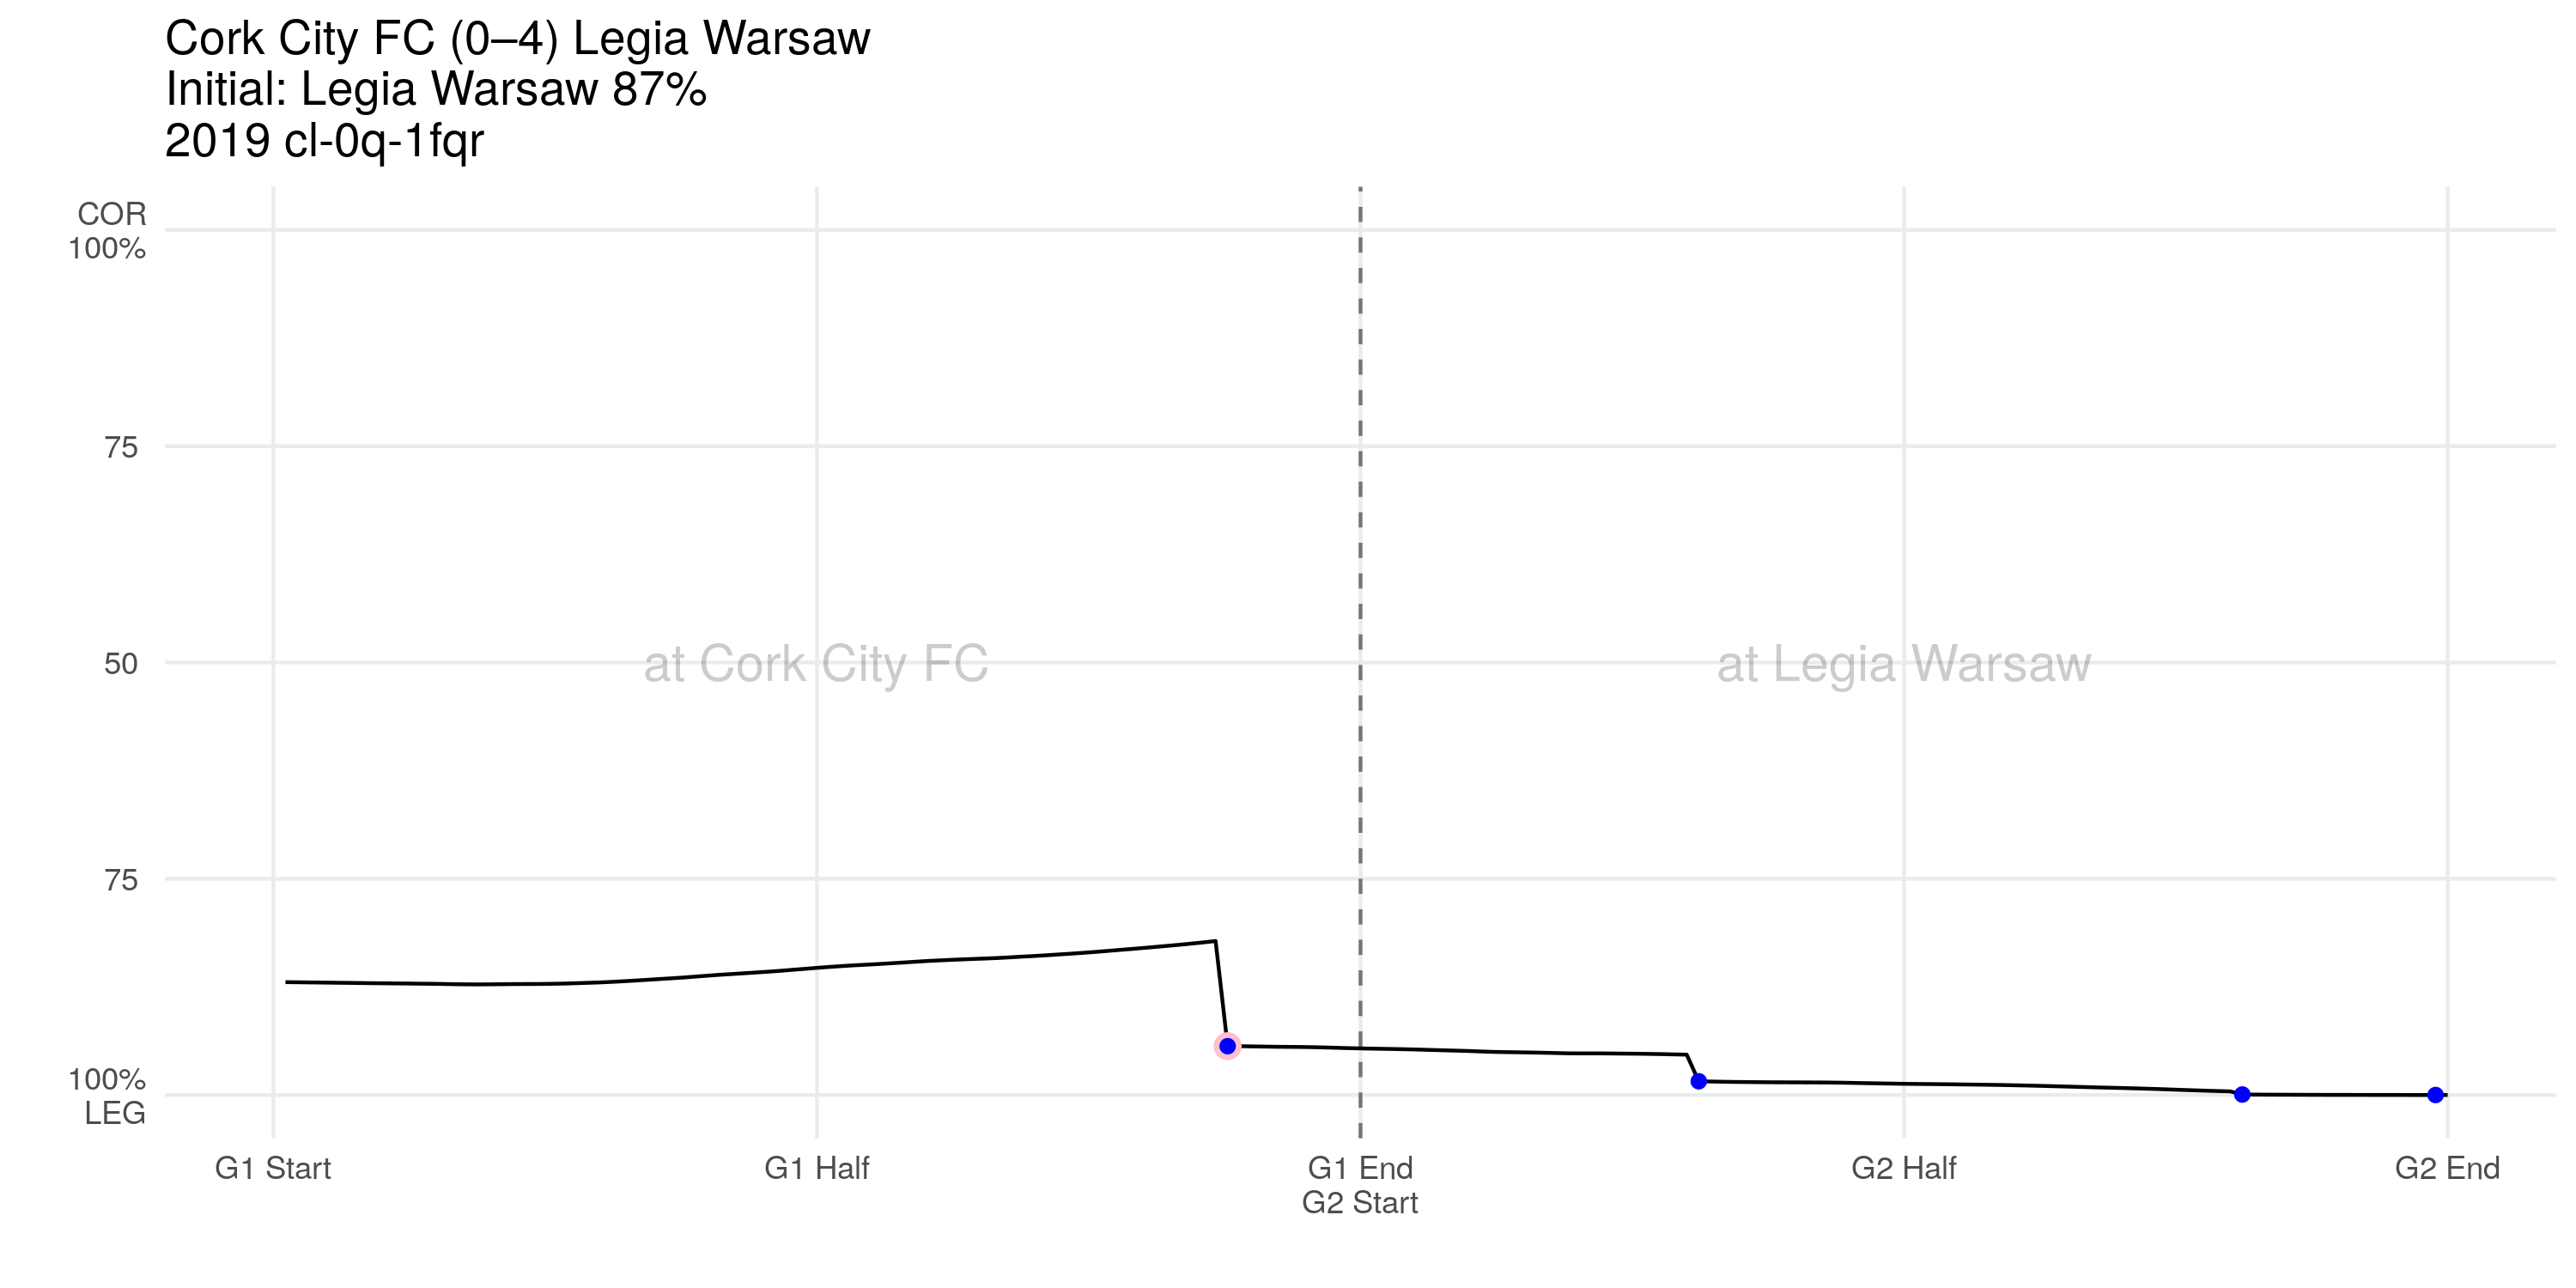 Cork City FC (0–4) Legia Warsaw
Initial: Legia Warsaw 87%
2019 cl-0q-1fqr
COR
100%
75
50
75
100%
LEG
at Cork City FC
at Legia Warsaw
G1 Start
G1 Half
G1 End
G2 Start
G2 Half
G2 End